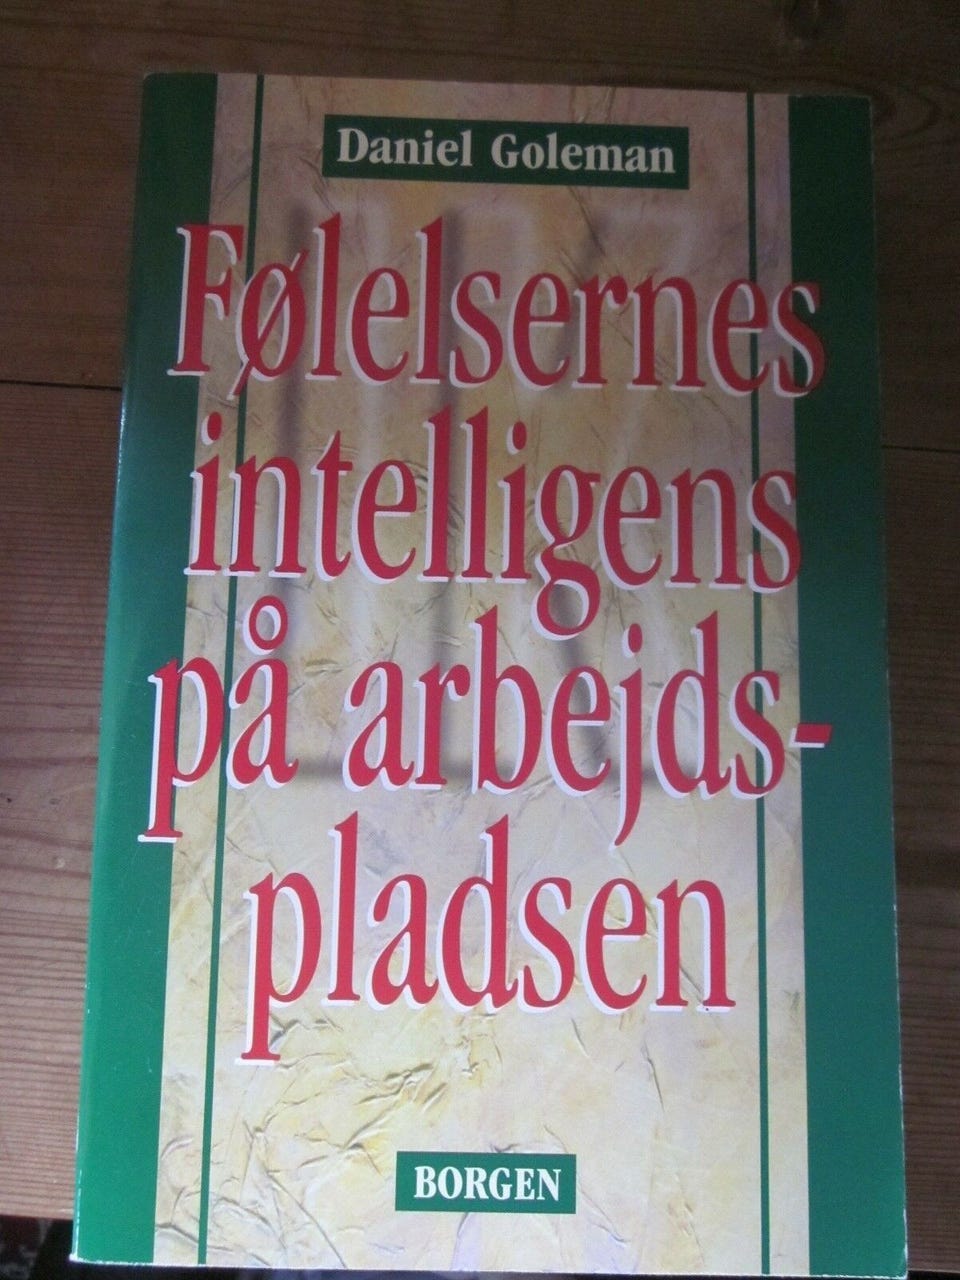 Daniel Goleman
Følelsernes
intelligens
på arbejds-
pladsen
BORGEN